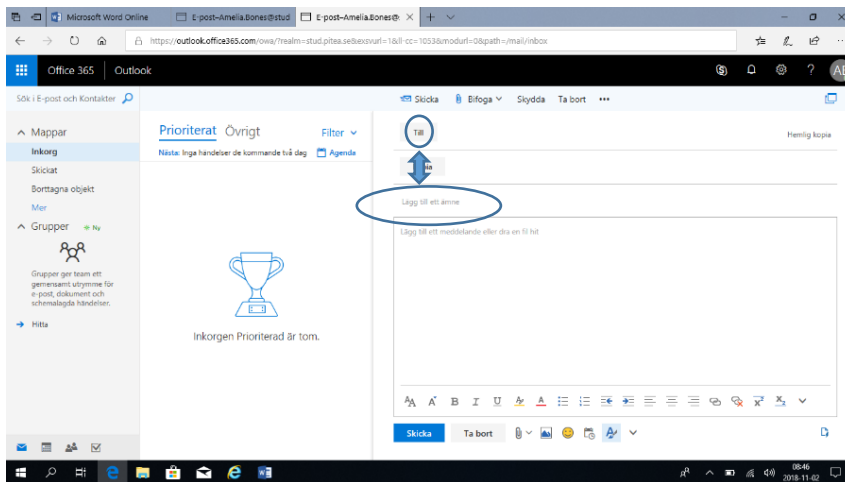 Microsoft Word Online
E-post-Amelia.Bones@stud
E-post-Amelia.Bones@
https://outlook.office365.com/owa/?realm=stud.pitea.se&exsvurl=1&ll-cc=1053&modurl=0&path=/mail/inbox
Office 365
Outlook
?
Sök i E-post och Kontakter
Skicka
Bifoga
Skydda
Ta bort
Mappar
Inkorg
Skickat
Borttagna objekt
Mer
Grupper
Ny
Grupper ger team ett
gemensamt utrymme för
e-post, dokument och
schemalagda händelser.
Hitta
Prioriterat
Övrigt
Filter
Nästa: Inga händelser de kommande två dag
Agenda
Inkorgen Prioriterad är tom.
Till
Hemlig kopia
Lägg till ett ämne
Lägg till ett meddelande eller dra en fil hit
B I U
Skicka
Ta bort
08:46
2018-11-02